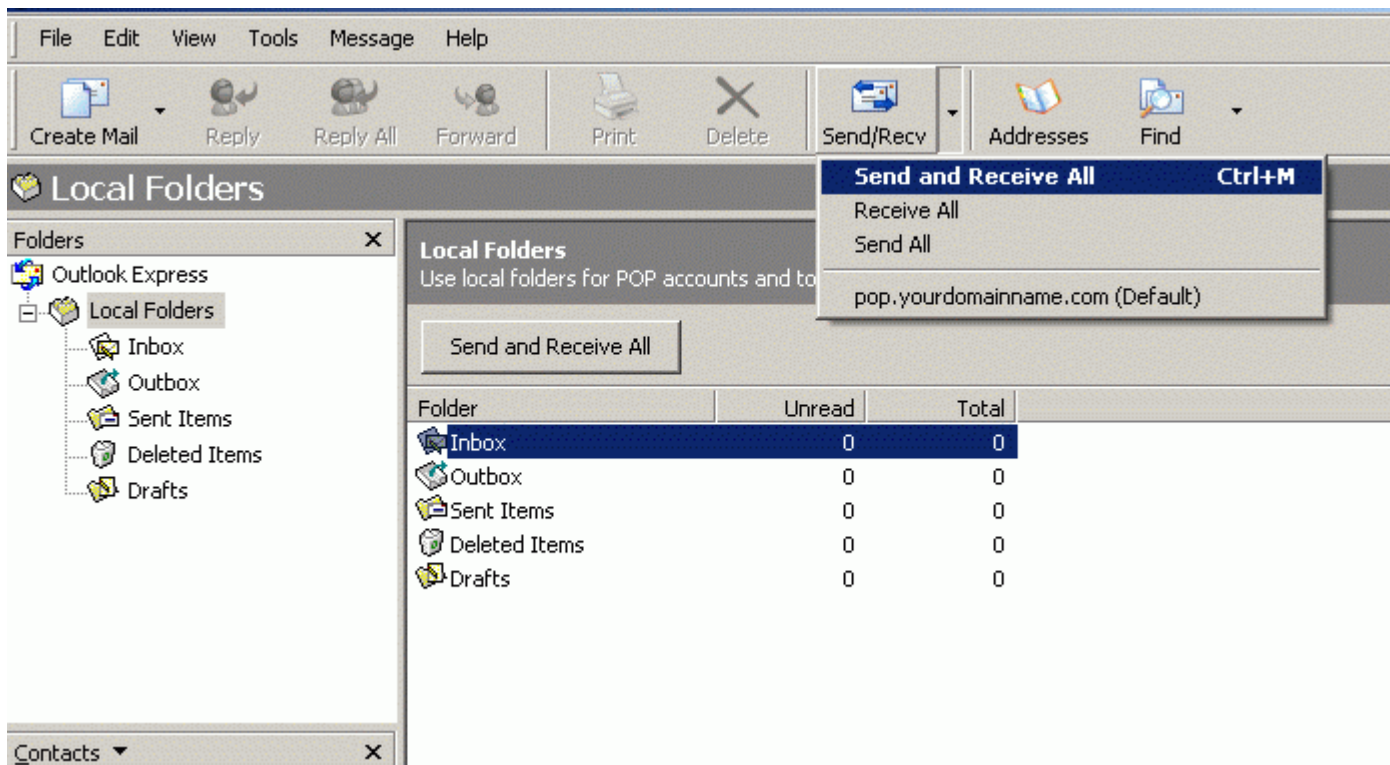 File Edit View Tools Message Help
Create Mail Reply Reply All Forward Print Delete Send/Recv Addresses Find
Local Folders
Send and Receive All Ctrl+M
Receive All
Send All
pop.yourdomainname.com (Default)
Folders
Outlook Express
Local Folders
Inbox
Outbox
Sent Items
Deleted Items
Drafts
Contacts
Local Folders
Use local folders for POP accounts and to
Send and Receive All
Folder Unread Total
Inbox 0 0
Outbox 0 0
Sent Items 0 0
Deleted Items 0 0
Drafts 0 0